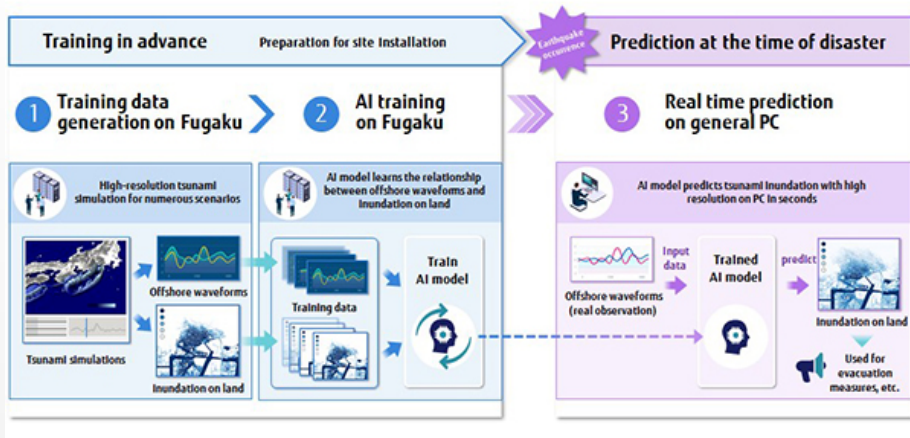 Training in advance
Preparation for site installation
Earthquake
occurrence
Prediction at the time of disaster
1
Training data
generation on Fugaku
2
AI training
on Fugaku
3
Real time prediction
on general PC
High-resolution tsunami
simulation for numerous scenarios
AI model learns the relationship
between offshore waveforms and
inundation on land
AI model predicts tsunami inundation with high
resolution on PC in seconds
Offshore waveforms
Tsunami simulations
Inundation on land
Training data
Train
AI model
Offshore waveforms
(real observation)
Input
data
Trained
AI model
predict
Inundation on land
Used for
evacuation
measures, etc.